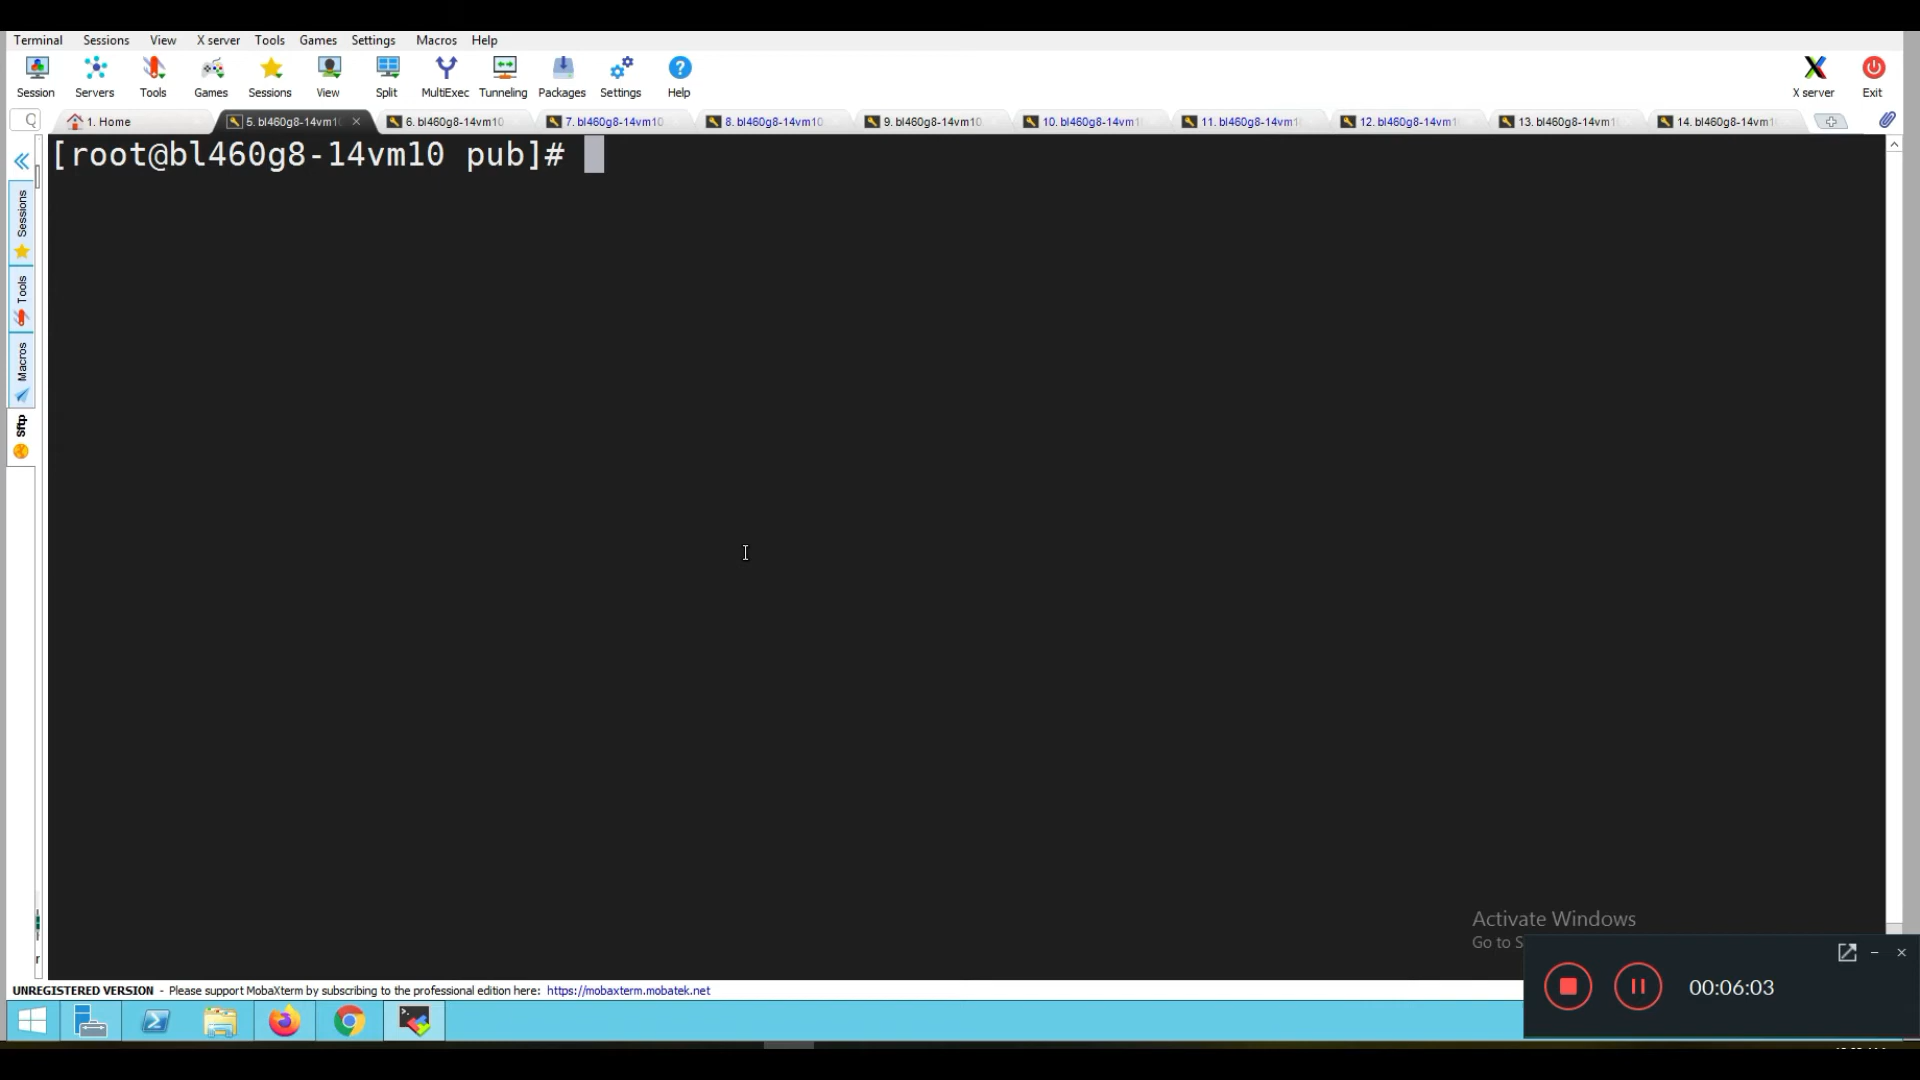 Terminal Sessions View X server Tools Games Settings Macros Help
Session Servers Tools Games Sessions View Split MultiExec Tunneling Packages Settings Help X server Exit
1. Home 5. bl460g8-14vm1 6. bl460g8-14vm10 7. bl460g8-14vm10 8. bl460g8-14vm10 9. bl460g8-14vm10 10. bl460g8-14vm1 11. bl460g8-14vm1 12. bl460g8-14vm1 13. bl460g8-14vm1 14. bl460g8-14vm1
[root@bl460g8-14vm10 pub]#
Sessions
Tools
Macros
Sftp
Activate Windows
Go to S
00:06:03
UNREGISTERED VERSION - Please support MobaXterm by subscribing to the professional edition here: https://mobaxterm.mobatek.net